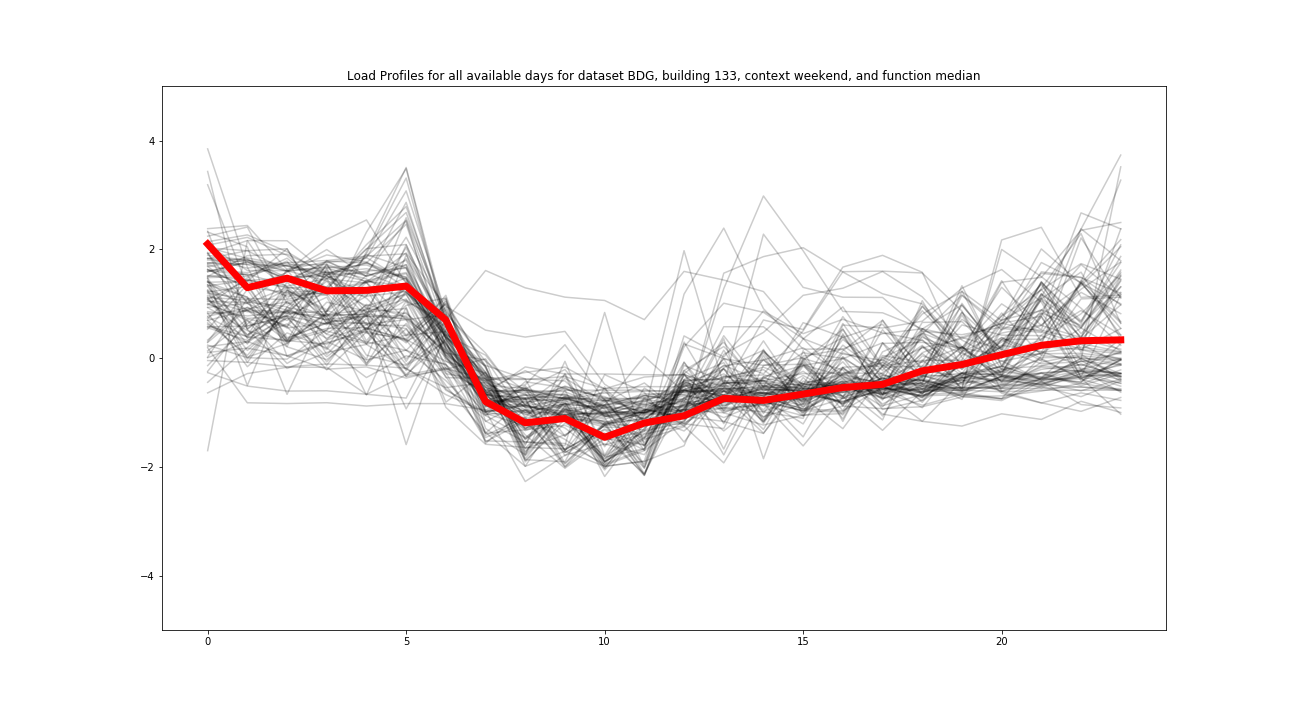 Load Profiles for all available days for dataset BDG, building 133, context weekend, and function median
4
2
0
−2
−4
0 5 10 15 20